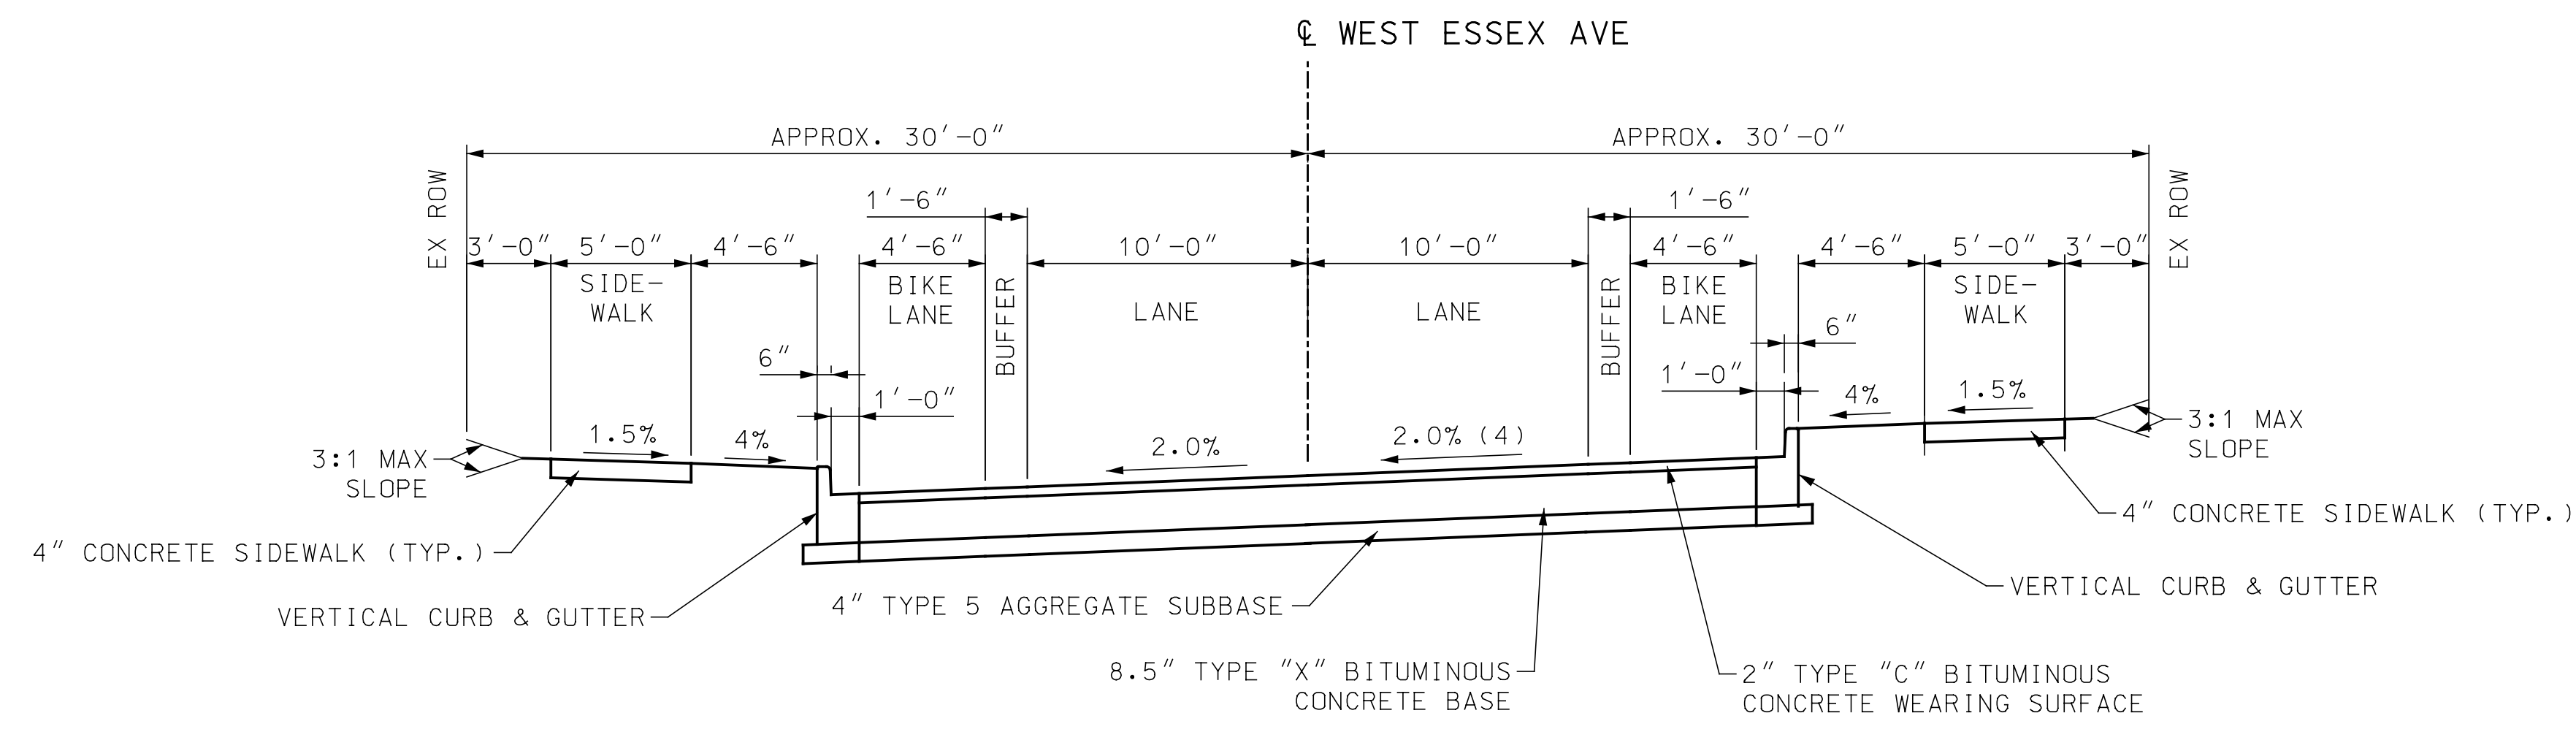 ℄ WEST ESSEX AVE
APPROX. 30'-0"
APPROX. 30'-0"
EX ROW
EX ROW
1'-6"
1'-6"
3'-0"
5'-0"
4'-6"
4'-6"
10'-0"
10'-0"
4'-6"
4'-6"
5'-0"
3'-0"
SIDE-
WALK
BIKE
LANE
BUFFER
LANE
LANE
BUFFER
BIKE
LANE
SIDE-
WALK
6"
6"
1'-0"
1'-0"
1.5%
4%
2.0%
2.0% (4)
4%
1.5%
3:1 MAX
SLOPE
3:1 MAX
SLOPE
4" CONCRETE SIDEWALK (TYP.)
4" CONCRETE SIDEWALK (TYP.)
VERTICAL CURB & GUTTER
VERTICAL CURB & GUTTER
4" TYPE 5 AGGREGATE SUBBASE
8.5" TYPE "X" BITUMINOUS
CONCRETE BASE
2" TYPE "C" BITUMINOUS
CONCRETE WEARING SURFACE